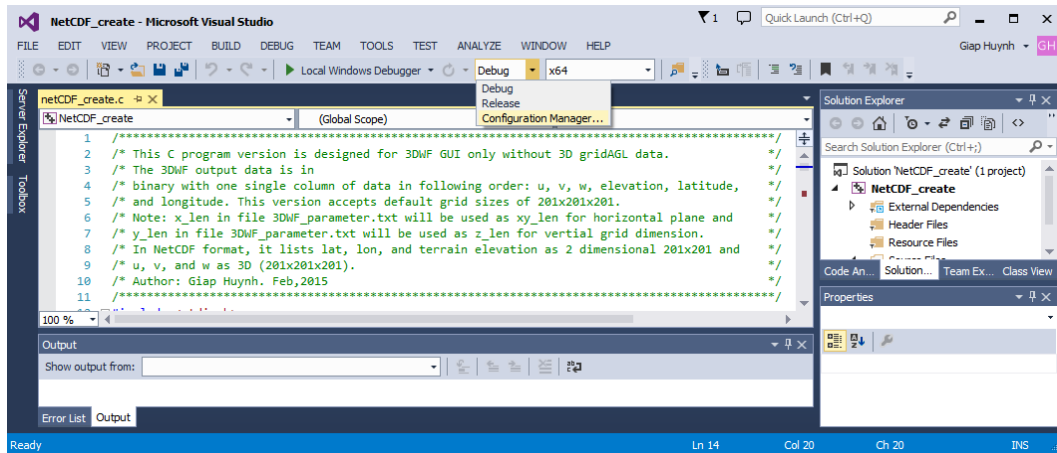 NetCDF_create - Microsoft Visual Studio
1
Quick Launch (Ctrl+Q)
FILE EDIT VIEW PROJECT BUILD DEBUG TEAM TOOLS TEST ANALYZE WINDOW HELP
Giap Huynh
GH
Local Windows Debugger
Debug
x64
Debug
Release
Configuration Manager...
Server Explorer
Toolbox
netCDF_create.c
NetCDF_create
(Global Scope)
1 /***************************************************************************/
2 /* This C program version is designed for 3DWF GUI only without 3D gridAGL data. */
3 /* The 3DWF output data is in */
4 /* binary with one single column of data in following order: u, v, w, elevation, latitude, */
5 /* and longitude. This version accepts default grid sizes of 201x201x201. */
6 /* Note: x_len in file 3DWF_parameter.txt will be used as xy_len for horizontal plane and */
7 /* y_len in file 3DWF_parameter.txt will be used as z_len for vertial grid dimension. */
8 /* In NetCDF format, it lists lat, lon, and terrain elevation as 2 dimensional 201x201 and */
9 /* u, v, and w as 3D (201x201x201). */
10 /* Author: Giap Huynh. Feb,2015 */
11 /***************************************************************************/
100 %
Output
Show output from:
Error List Output
Solution Explorer
Search Solution Explorer (Ctrl+;)
Solution 'NetCDF_create' (1 project)
NetCDF_create
External Dependencies
Header Files
Resource Files
Code An... Solution... Team Ex... Class View
Properties
Ready
Ln 14
Col 20
Ch 20
INS